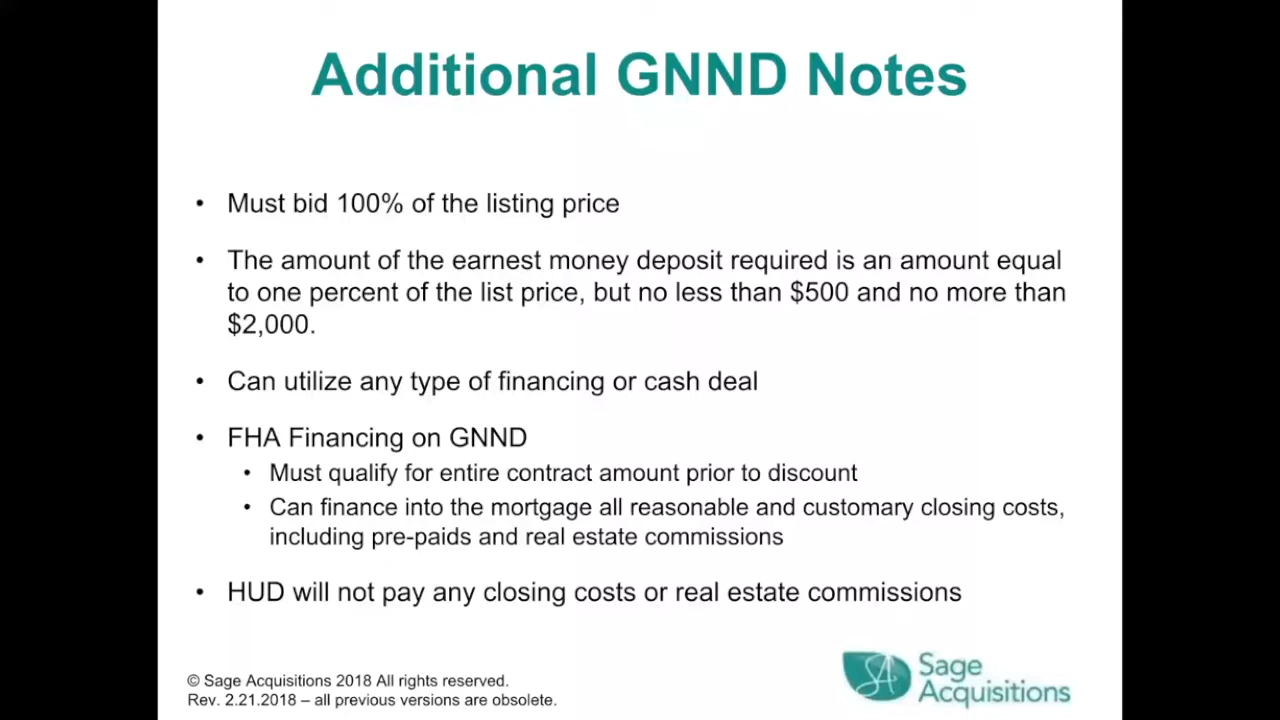 Additional GNND Notes
• Must bid 100% of the listing price
• The amount of the earnest money deposit required is an amount equal
to one percent of the list price, but no less than $500 and no more than
$2,000.
• Can utilize any type of financing or cash deal
• FHA Financing on GNND
• Must qualify for entire contract amount prior to discount
• Can finance into the mortgage all reasonable and customary closing costs,
including pre-paids and real estate commissions
• HUD will not pay any closing costs or real estate commissions
© Sage Acquisitions 2018 All rights reserved.
Rev. 2.21.2018 – all previous versions are obsolete.
SA
Sage
Acquisitions